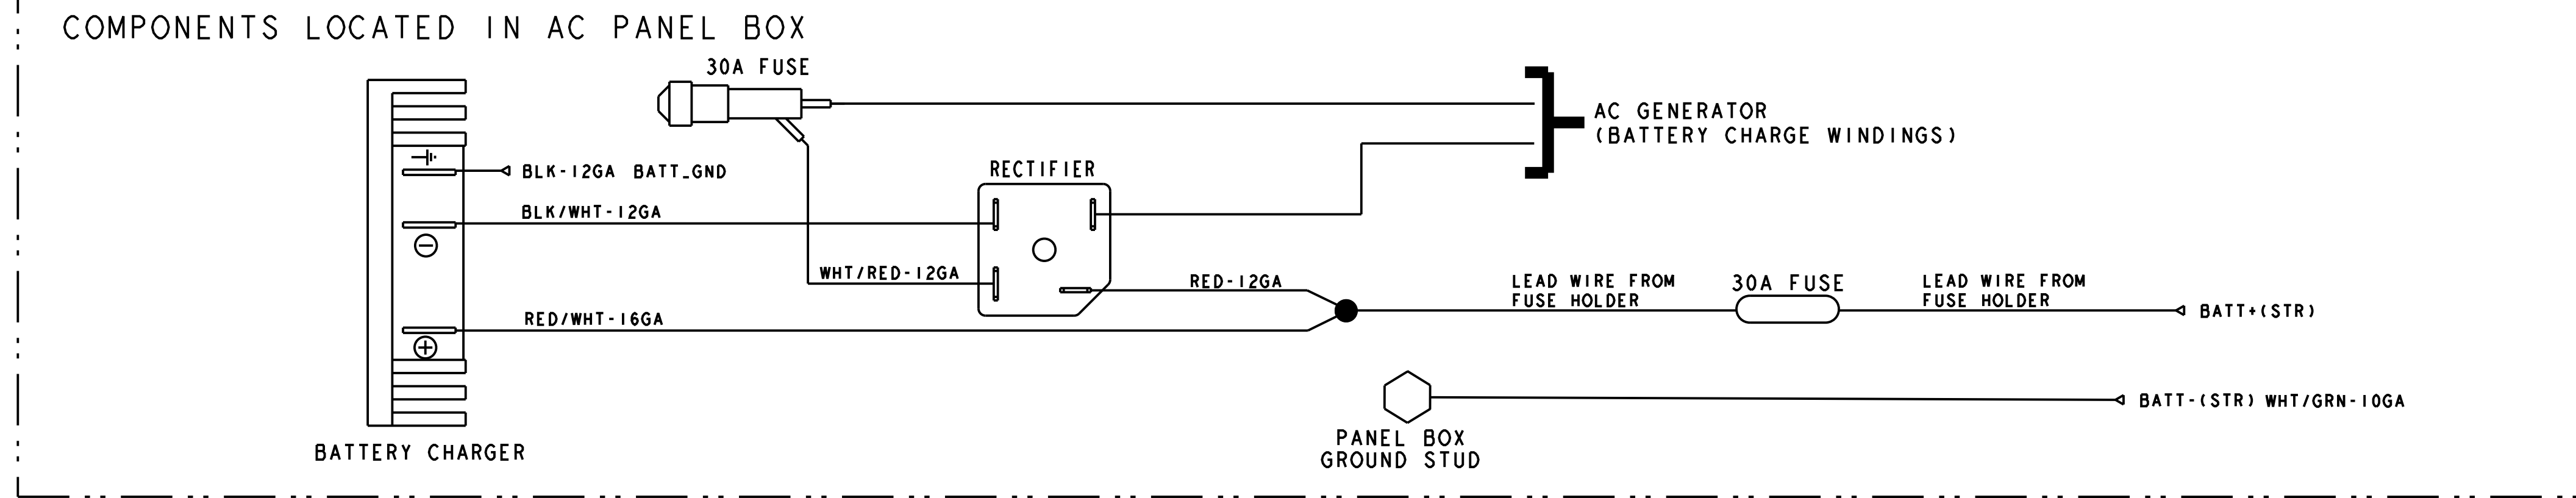 COMPONENTS LOCATED IN AC PANEL BOX
30A FUSE
AC GENERATOR
(BATTERY CHARGE WINDINGS)
BLK-12GA BATT_GND
RECTIFIER
BLK/WHT-12GA
WHT/RED-12GA
RED-12GA
LEAD WIRE FROM
FUSE HOLDER
30A FUSE
LEAD WIRE FROM
FUSE HOLDER
BATT+(STR)
RED/WHT-16GA
BATT-(STR) WHT/GRN-10GA
PANEL BOX
GROUND STUD
BATTERY CHARGER